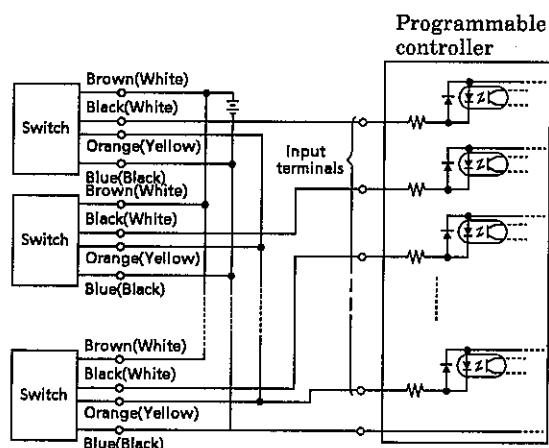 Programmable
controller
Brown(White)
Black(White)
Switch
Orange(Yellow)
Blue(Black)
Input
terminals
Brown(White)
Black(White)
Switch
Orange(Yellow)
Blue(Black)
Brown(White)
Black(White)
Switch
Orange(Yellow)
Blue(Black)